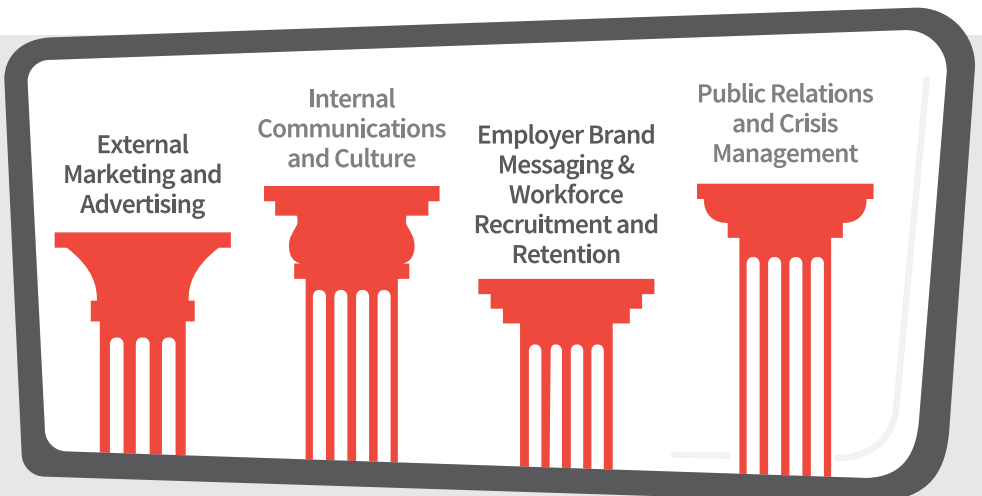 External
Marketing and
Advertising
Internal
Communications
and Culture
Employer Brand
Messaging &
Workforce
Recruitment and
Retention
Public Relations
and Crisis
Management